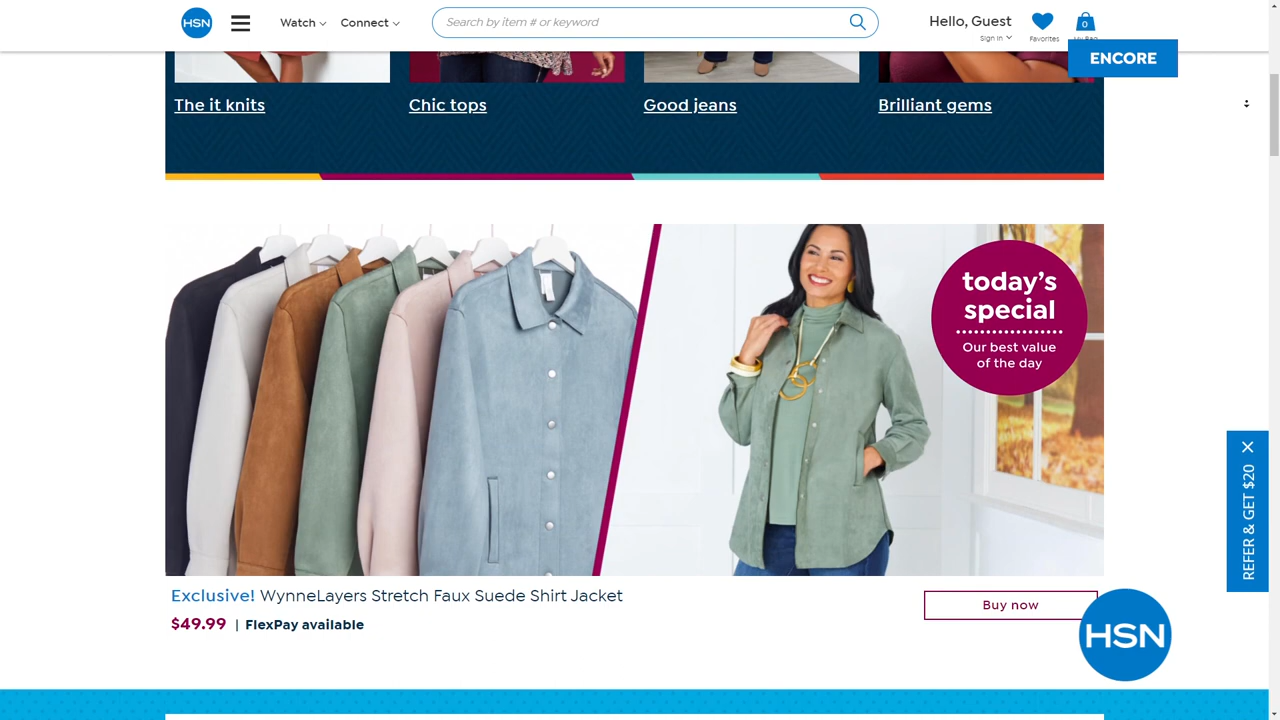 HSN
Watch
Connect
Search by item # or keyword
Hello, Guest
Sign In
Favorites
0
ENCORE
The it knits
Chic tops
Good jeans
Brilliant gems
today's
special
Our best value
of the day
REFER & GET $20
Exclusive! WynneLayers Stretch Faux Suede Shirt Jacket
$49.99 | FlexPay available
Buy now
HSN